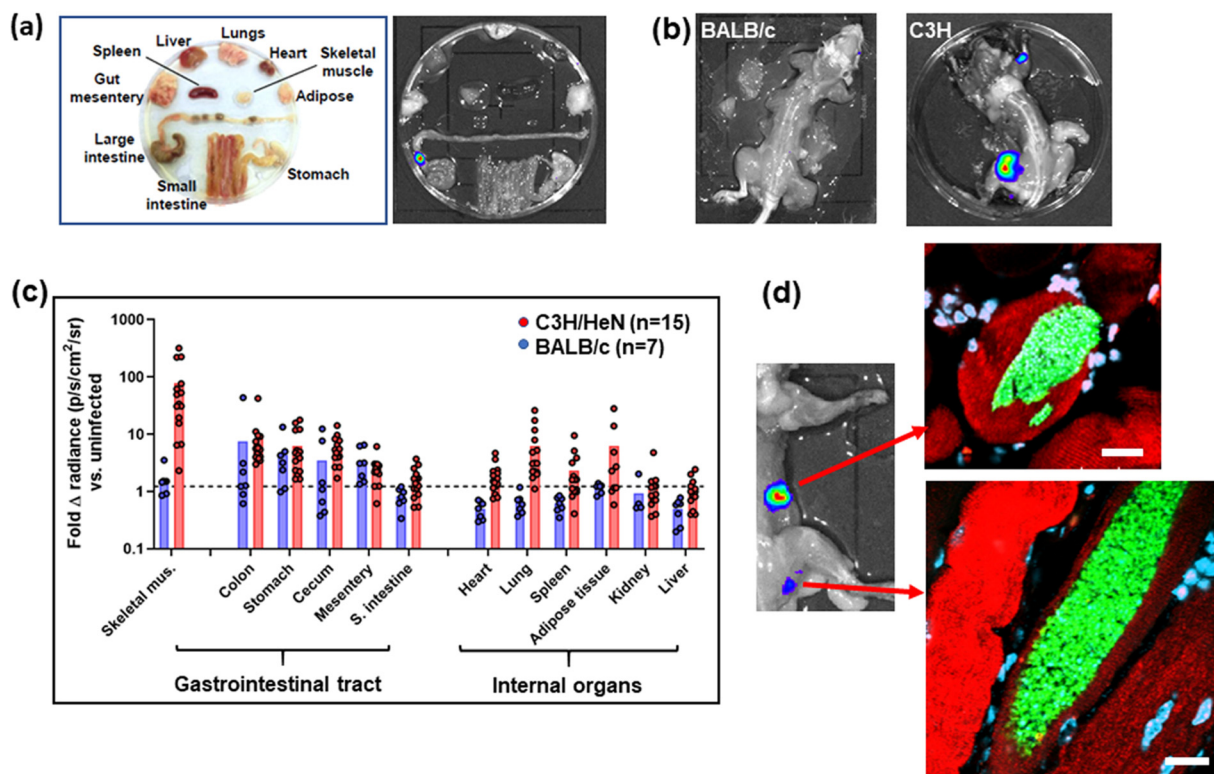 (a)
Liver
Lungs
Spleen
Heart
Skeletal
muscle
Gut
mesentery
Adipose
Large
intestine
Stomach
Small
intestine
(b)
BALB/c
C3H
(c)
Fold Δ radiance (p/s/cm²/sr)
vs. uninfected
1000
100
10
1
0.1
C3H/HeN (n=15)
BALB/c (n=7)
Skeletal mus.
Colon
Stomach
Cecum
Mesentery
S. intestine
Heart
Lung
Spleen
Adipose tissue
Kidney
Liver
Gastrointestinal tract
Internal organs
(d)